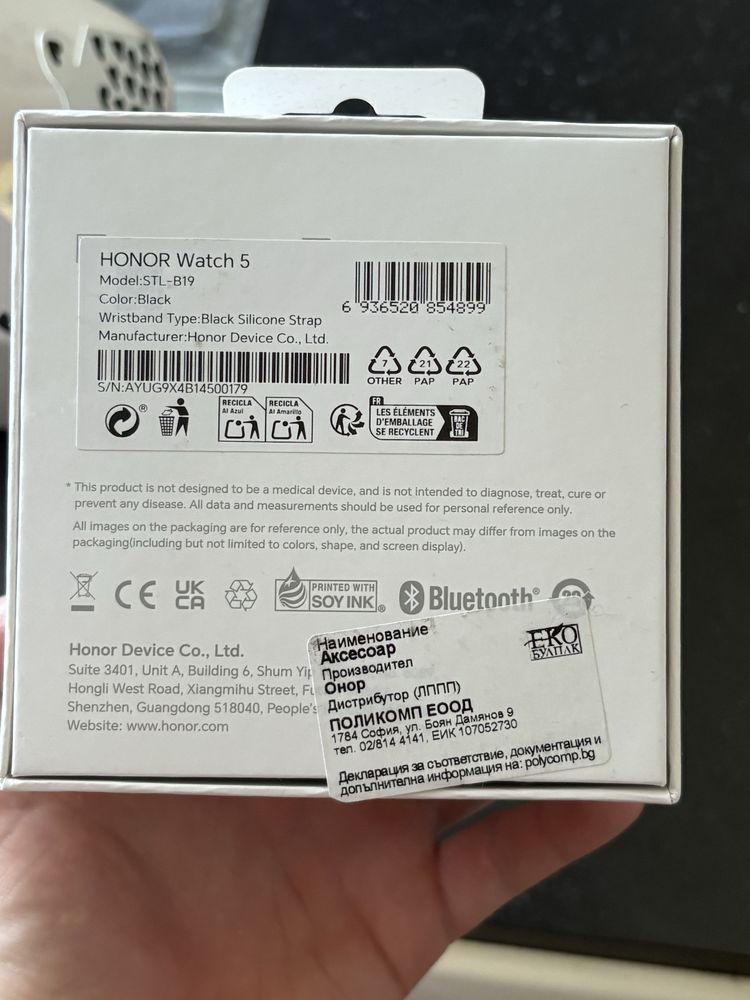 HONOR Watch 5
Model:STL-B19
Color:Black
Wristband Type:Black Silicone Strap
Manufacturer:Honor Device Co., Ltd.
6 936520 854899
S/N:AYUG9X4B14500179
7
OTHER
21
PAP
22
PAP
®
RECICLA
Al Azul
RECICLA
Al Amarillo
FR
LES ÉLÉMENTS
D'EMBALLAGE
SE RECYCLENT
BAC
DE
TRI
* This product is not designed to be a medical device, and is not intended to diagnose, treat, cure or
prevent any disease. All data and measurements should be used for personal reference only.
All images on the packaging are for reference only, the actual product may differ from images on the
packaging(including but not limited to colors, shape, and screen display).
CE
UK
CA
PRINTED WITH
SOY INK®
Bluetooth®
Honor Device Co., Ltd.
Suite 3401, Unit A, Building 6, Shum Yip
Hongli West Road, Xiangmihu Street,
Shenzhen, Guangdong 518040, People's
Website: www.honor.com
Наименование
Аксесоар
Производител
Онор
Дистрибутор (ЛППП)
ПОЛИКОМП ЕООД
1784 София, ул. Боян Дамянов 9
тел. 02/814 4141, ЕИК 107052730
Декларация за съответствие, документация и
допълнителна информация на: polycomp.bg
ЕКО
БУЛПАК